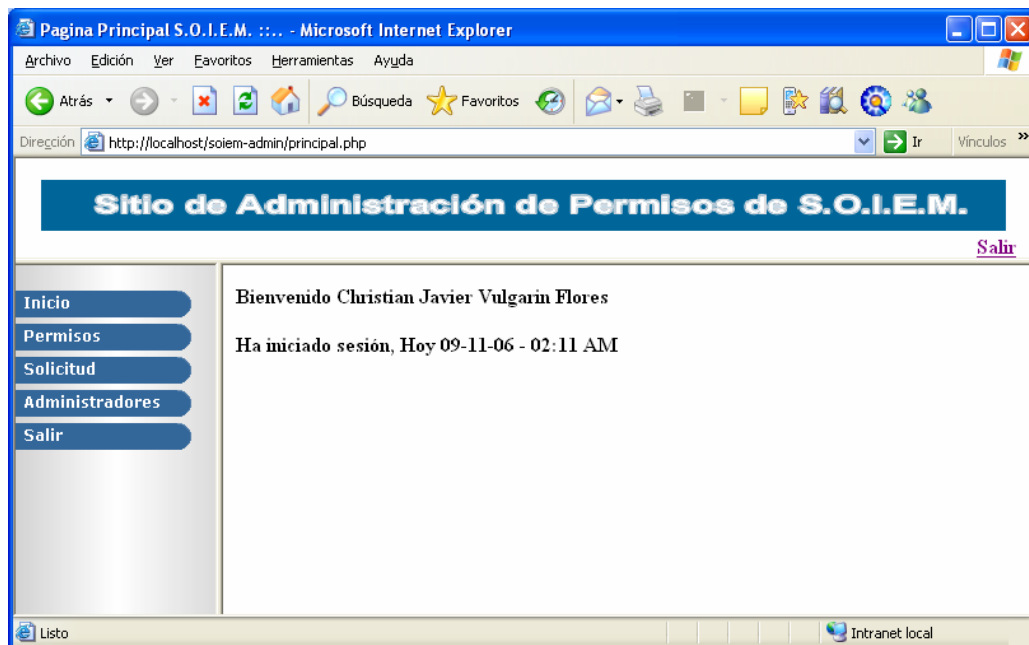 Pagina Principal S.O.I.E.M. ::.. - Microsoft Internet Explorer
Archivo Edición Ver Favoritos Herramientas Ayuda
Atrás Búsqueda Favoritos
Dirección http://localhost/soiem-admin/principal.php Ir Vínculos »
Sitio de Administración de Permisos de S.O.I.E.M.
Salir
Inicio
Permisos
Solicitud
Administradores
Salir
Bienvenido Christian Javier Vulgarin Flores
Ha iniciado sesión, Hoy 09-11-06 - 02:11 AM
Listo Intranet local